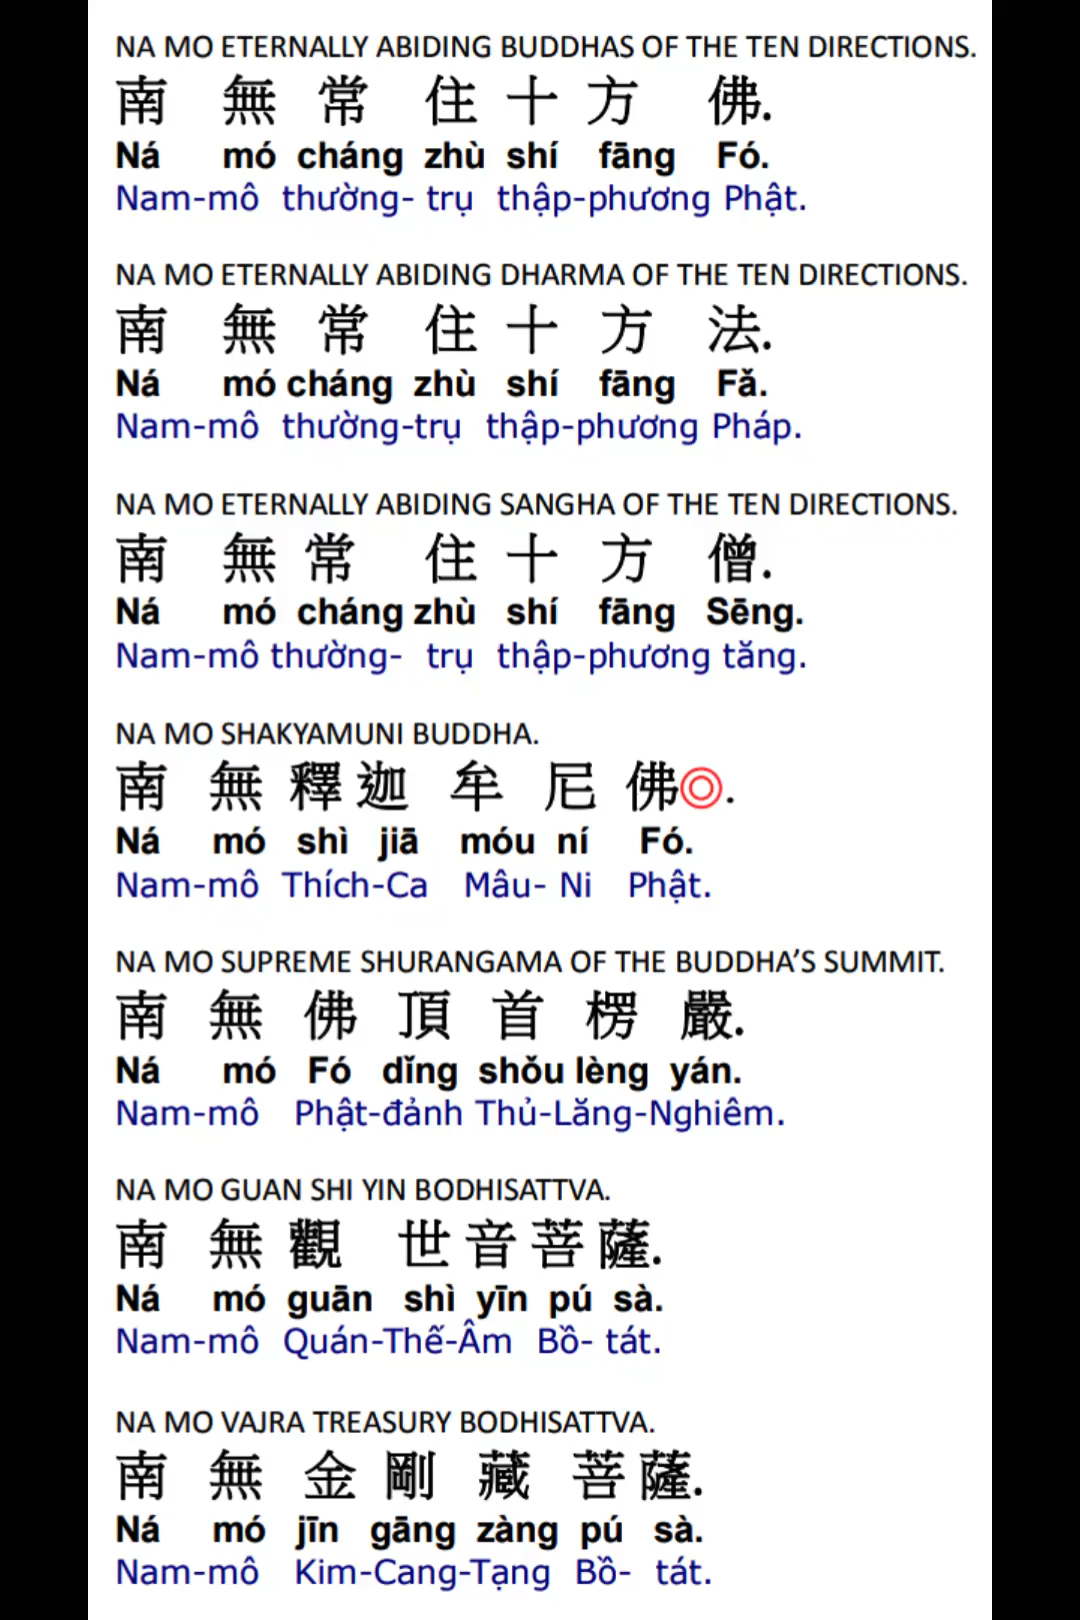 NA MO ETERNALLY ABIDING BUDDHAS OF THE TEN DIRECTIONS.
南 無 常 住 十 方 佛.
Ná mó cháng zhù shí fāng Fó.
Nam-mô thường- trụ thập-phương Phật.
NA MO ETERNALLY ABIDING DHARMA OF THE TEN DIRECTIONS.
南 無 常 住 十 方 法.
Ná mó cháng zhù shí fāng Fǎ.
Nam-mô thường-trụ thập-phương Pháp.
NA MO ETERNALLY ABIDING SANGHA OF THE TEN DIRECTIONS.
南 無 常 住 十 方 僧.
Ná mó cháng zhù shí fāng Sēng.
Nam-mô thường- trụ thập-phương tăng.
NA MO SHAKYAMUNI BUDDHA.
南 無 釋 迦 牟 尼 佛◎.
Ná mó shì jiā móu ní Fó.
Nam-mô Thích-Ca Mâu- Ni Phật.
NA MO SUPREME SHURANGAMA OF THE BUDDHA’S SUMMIT.
南 無 佛 頂 首 楞 嚴.
Ná mó Fó dǐng shǒu lèng yán.
Nam-mô Phật-đảnh Thủ-Lăng-Nghiêm.
NA MO GUAN SHI YIN BODHISATTVA.
南 無 觀 世 音 菩 薩.
Ná mó guān shì yīn pú sà.
Nam-mô Quán-Thế-Âm Bồ- tát.
NA MO VAJRA TREASURY BODHISATTVA.
南 無 金 剛 藏 菩 薩.
Ná mó jīn gāng zàng pú sà.
Nam-mô Kim-Cang-Tạng Bồ- tát.